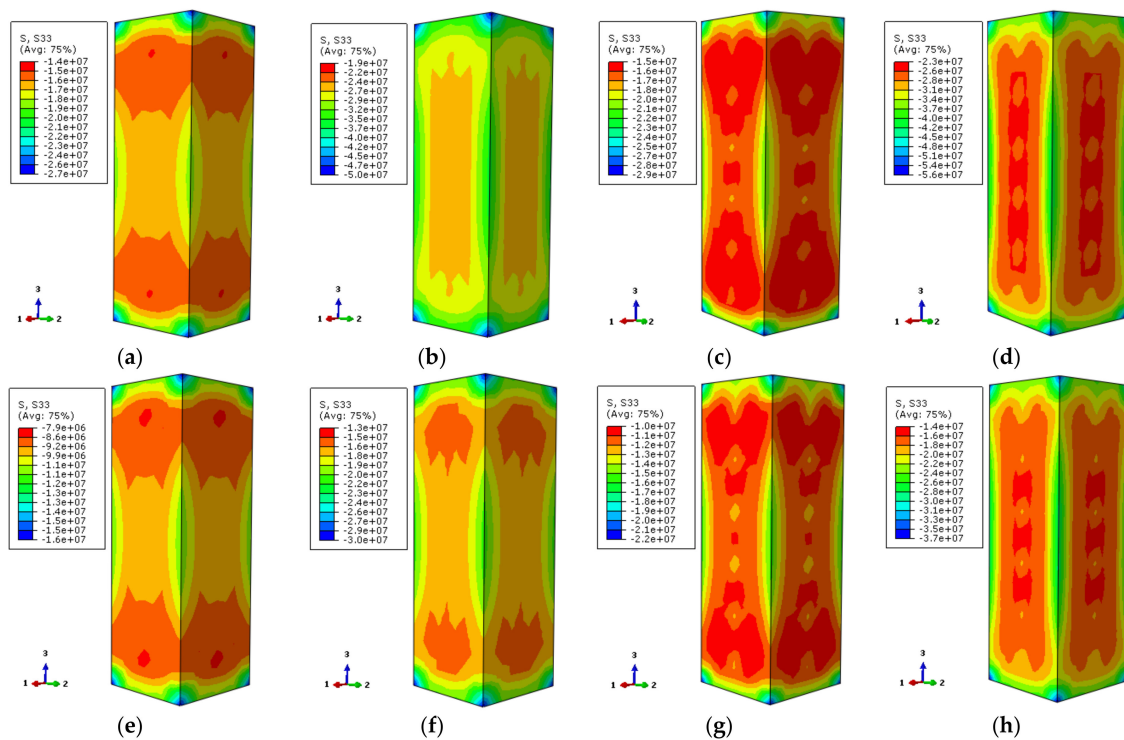 S, S33
(Avg: 75%)
-1.4e+07
-1.5e+07
-1.6e+07
-1.7e+07
-1.8e+07
-1.9e+07
-2.0e+07
-2.1e+07
-2.2e+07
-2.3e+07
-2.4e+07
-2.6e+07
-2.7e+07
3
1
2
(a)
S, S33
(Avg: 75%)
-1.9e+07
-2.2e+07
-2.4e+07
-2.7e+07
-2.9e+07
-3.2e+07
-3.5e+07
-3.7e+07
-4.0e+07
-4.2e+07
-4.5e+07
-4.7e+07
-5.0e+07
3
1
2
(b)
S, S33
(Avg: 75%)
-1.5e+07
-1.6e+07
-1.7e+07
-1.8e+07
-2.0e+07
-2.1e+07
-2.2e+07
-2.3e+07
-2.4e+07
-2.5e+07
-2.7e+07
-2.8e+07
-2.9e+07
3
1
2
(c)
S, S33
(Avg: 75%)
-2.3e+07
-2.6e+07
-2.8e+07
-3.1e+07
-3.4e+07
-3.7e+07
-4.0e+07
-4.2e+07
-4.5e+07
-4.8e+07
-5.1e+07
-5.4e+07
-5.6e+07
3
1
2
(d)
S, S33
(Avg: 75%)
-7.9e+06
-8.6e+06
-9.2e+06
-9.9e+06
-1.1e+07
-1.1e+07
-1.2e+07
-1.3e+07
-1.3e+07
-1.4e+07
-1.5e+07
-1.5e+07
-1.6e+07
3
1
2
(e)
S, S33
(Avg: 75%)
-1.3e+07
-1.5e+07
-1.6e+07
-1.8e+07
-1.9e+07
-2.0e+07
-2.2e+07
-2.3e+07
-2.4e+07
-2.6e+07
-2.7e+07
-2.9e+07
-3.0e+07
3
1
2
(f)
S, S33
(Avg: 75%)
-1.0e+07
-1.1e+07
-1.2e+07
-1.3e+07
-1.4e+07
-1.5e+07
-1.6e+07
-1.7e+07
-1.8e+07
-1.9e+07
-2.0e+07
-2.1e+07
-2.2e+07
3
1
2
(g)
S, S33
(Avg: 75%)
-1.4e+07
-1.6e+07
-1.8e+07
-2.0e+07
-2.2e+07
-2.4e+07
-2.6e+07
-2.8e+07
-3.0e+07
-3.1e+07
-3.3e+07
-3.5e+07
-3.7e+07
3
1
2
(h)